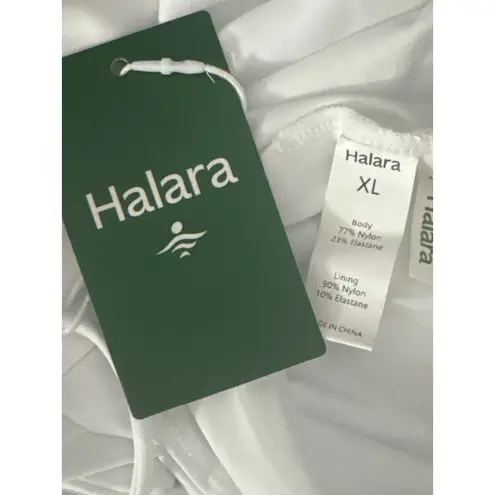 Halara
Halara
XL
Body
77% Nylon
23% Elastane
Lining
90% Nylon
10% Elastane
DE IN CHINA
Halara